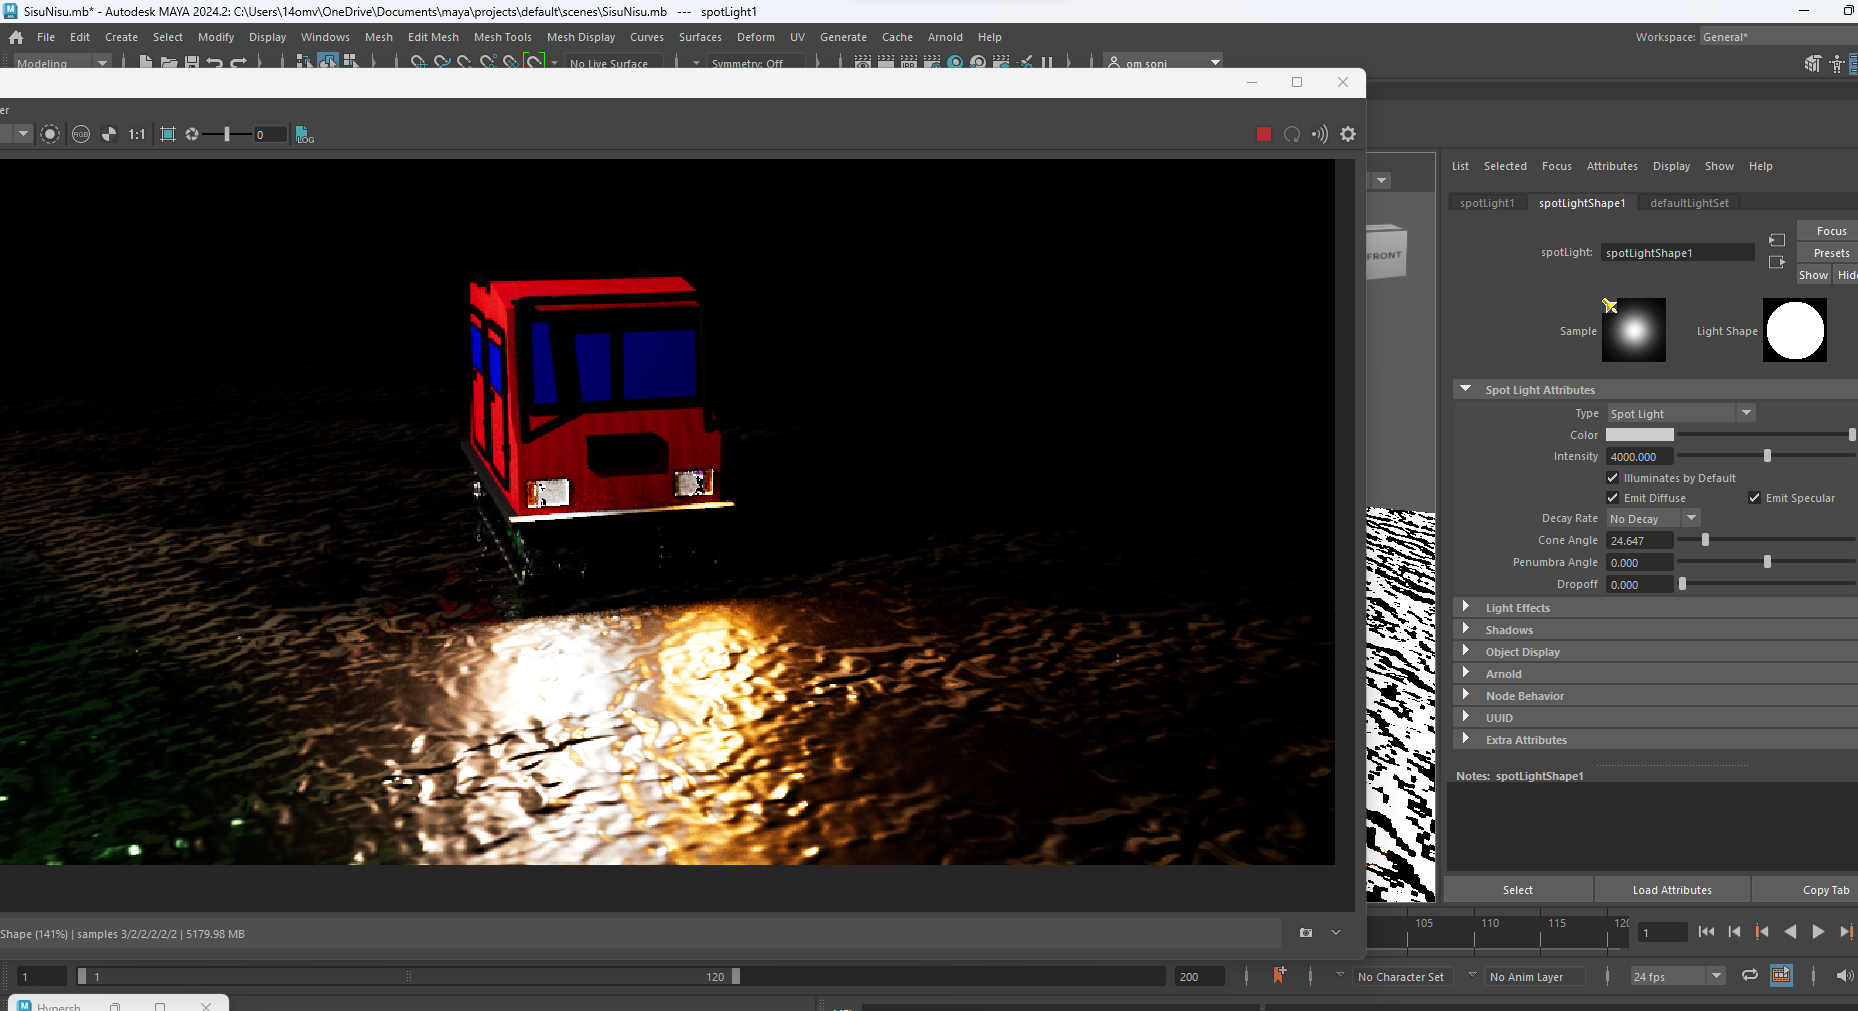 SisuNisu.mb* - Autodesk MAYA 2024.2: C:\Users\14omv\OneDrive\Documents\maya\projects\default\scenes\SisuNisu.mb --- spotLight1
File Edit Create Select Modify Display Windows Mesh Edit Mesh Mesh Tools Mesh Display Curves Surfaces Deform UV Generate Cache Arnold Help
Workspace: General*
Modeling No Live Surface Symmetry: Off om soni
er
RGB 1:1 0 LOG
List Selected Focus Attributes Display Show Help
spotLight1 spotLightShape1 defaultLightSet
Focus
spotLight: spotLightShape1
Presets
Show Hide
FRONT
Sample Light Shape
Spot Light Attributes
Type Spot Light
Color
Intensity 4000.000
Illuminates by Default
Emit Diffuse Emit Specular
Decay Rate No Decay
Cone Angle 24.647
Penumbra Angle 0.000
Dropoff 0.000
Light Effects
Shadows
Object Display
Arnold
Node Behavior
UUID
Extra Attributes
Notes: spotLightShape1
Select Load Attributes Copy Tab
Shape (141%) | samples 3/2/2/2/2/2 | 5179.98 MB
105 110 115 120 1
1 1 120 200 No Character Set No Anim Layer 24 fps
Hypersh